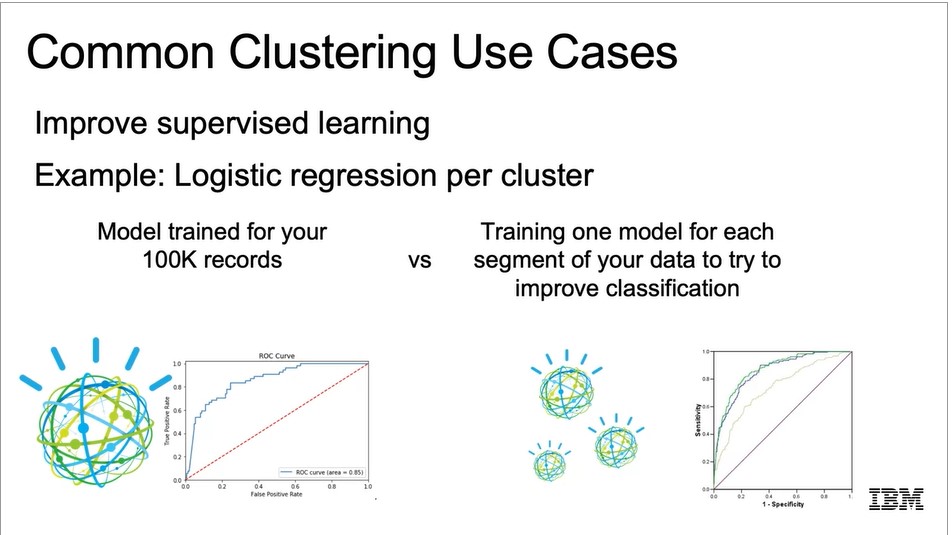 Common Clustering Use Cases
Improve supervised learning
Example: Logistic regression per cluster
Model trained for your
100K records
vs
Training one model for each
segment of your data to try to
improve classification
ROC Curve
True Positive Rate
1.0
0.8
0.6
0.4
0.2
0.0
0.0 0.2 0.4 0.6 0.8 1.0
False Positive Rate
ROC curve (area = 0.85)
Sensitivity
1.0
0.8
0.6
0.4
0.2
0.0
0.0 0.2 0.4 0.6 0.8 1.
1 - Specificity
IBM